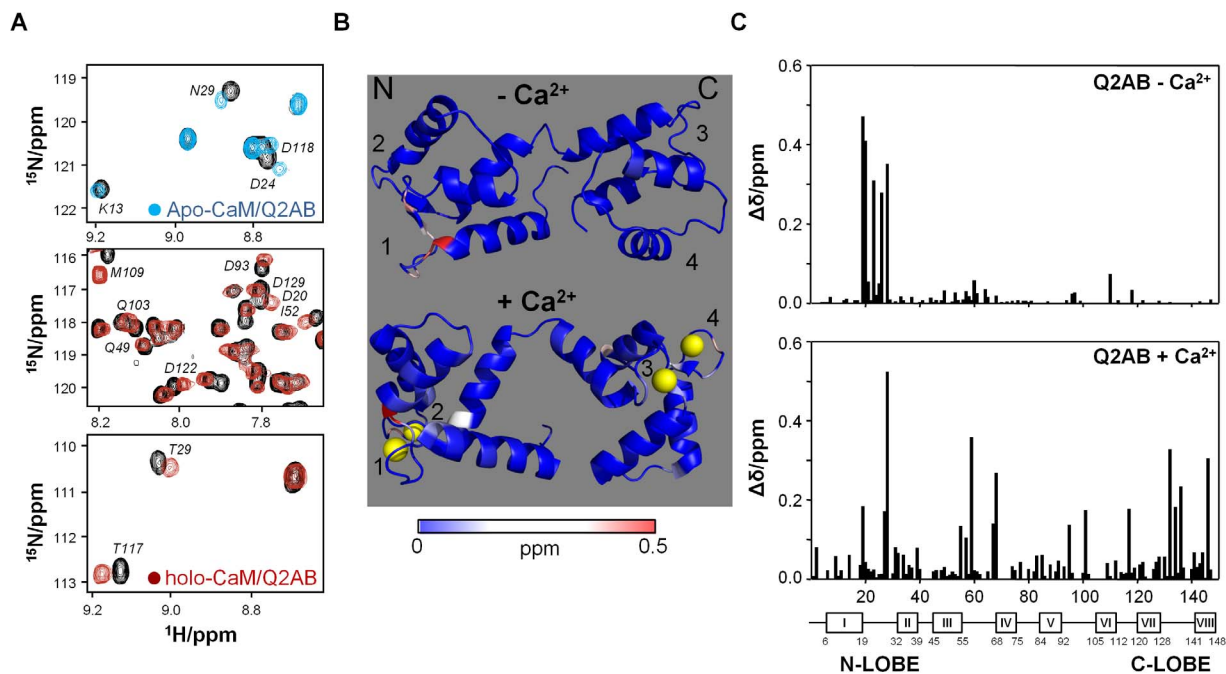 A
B
C
119
120
121
122
¹⁵N/ppm
N29
D118
D24
K13
Apo-CaM/Q2AB
9.2
9.0
8.8
116
117
118
119
120
¹⁵N/ppm
M109
D93
D129
D20
I52
Q103
Q49
D122
8.2
8.0
7.8
110
111
112
113
¹⁵N/ppm
T29
T117
holo-CaM/Q2AB
9.2
9.0
8.8
¹H/ppm
N
C
- Ca²⁺
2
3
1
4
+ Ca²⁺
4
3
2
1
0
0.5
ppm
0.6
0.4
0.2
0.0
Δδ/ppm
Q2AB - Ca²⁺
0.6
0.4
0.2
0.0
Δδ/ppm
Q2AB + Ca²⁺
20 40 60 80 100 120 140
I II III IV V VI VII VIII
6 19 32 39 45 55 68 75 84 92 105 112 120 128 141 148
N-LOBE C-LOBE